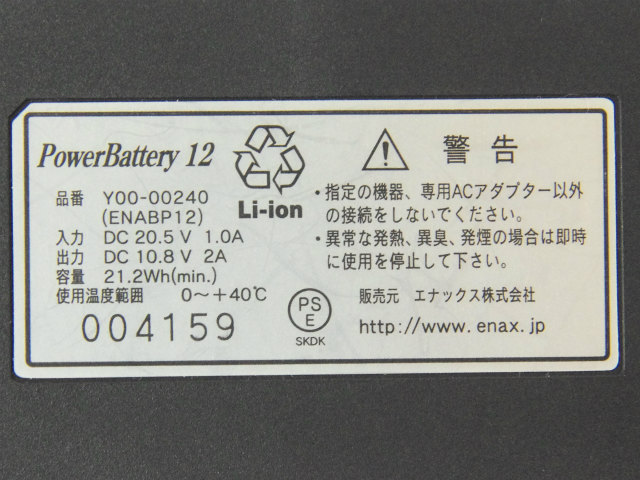 PowerBattery 12
Li-ion
品番 Y00-00240
(ENABP12)
入力 DC 20.5 V 1.0A
出力 DC 10.8 V 2A
容量 21.2Wh(min.)
使用温度範囲 0～+40℃
004159
PS
E
SKDK
警告
・指定の機器、専用ACアダプター以外
の接続をしないでください。
・異常な発熱、異臭、発煙の場合は即時
に使用を停止して下さい。
販売元 エナックス株式会社
http://www.enax.jp